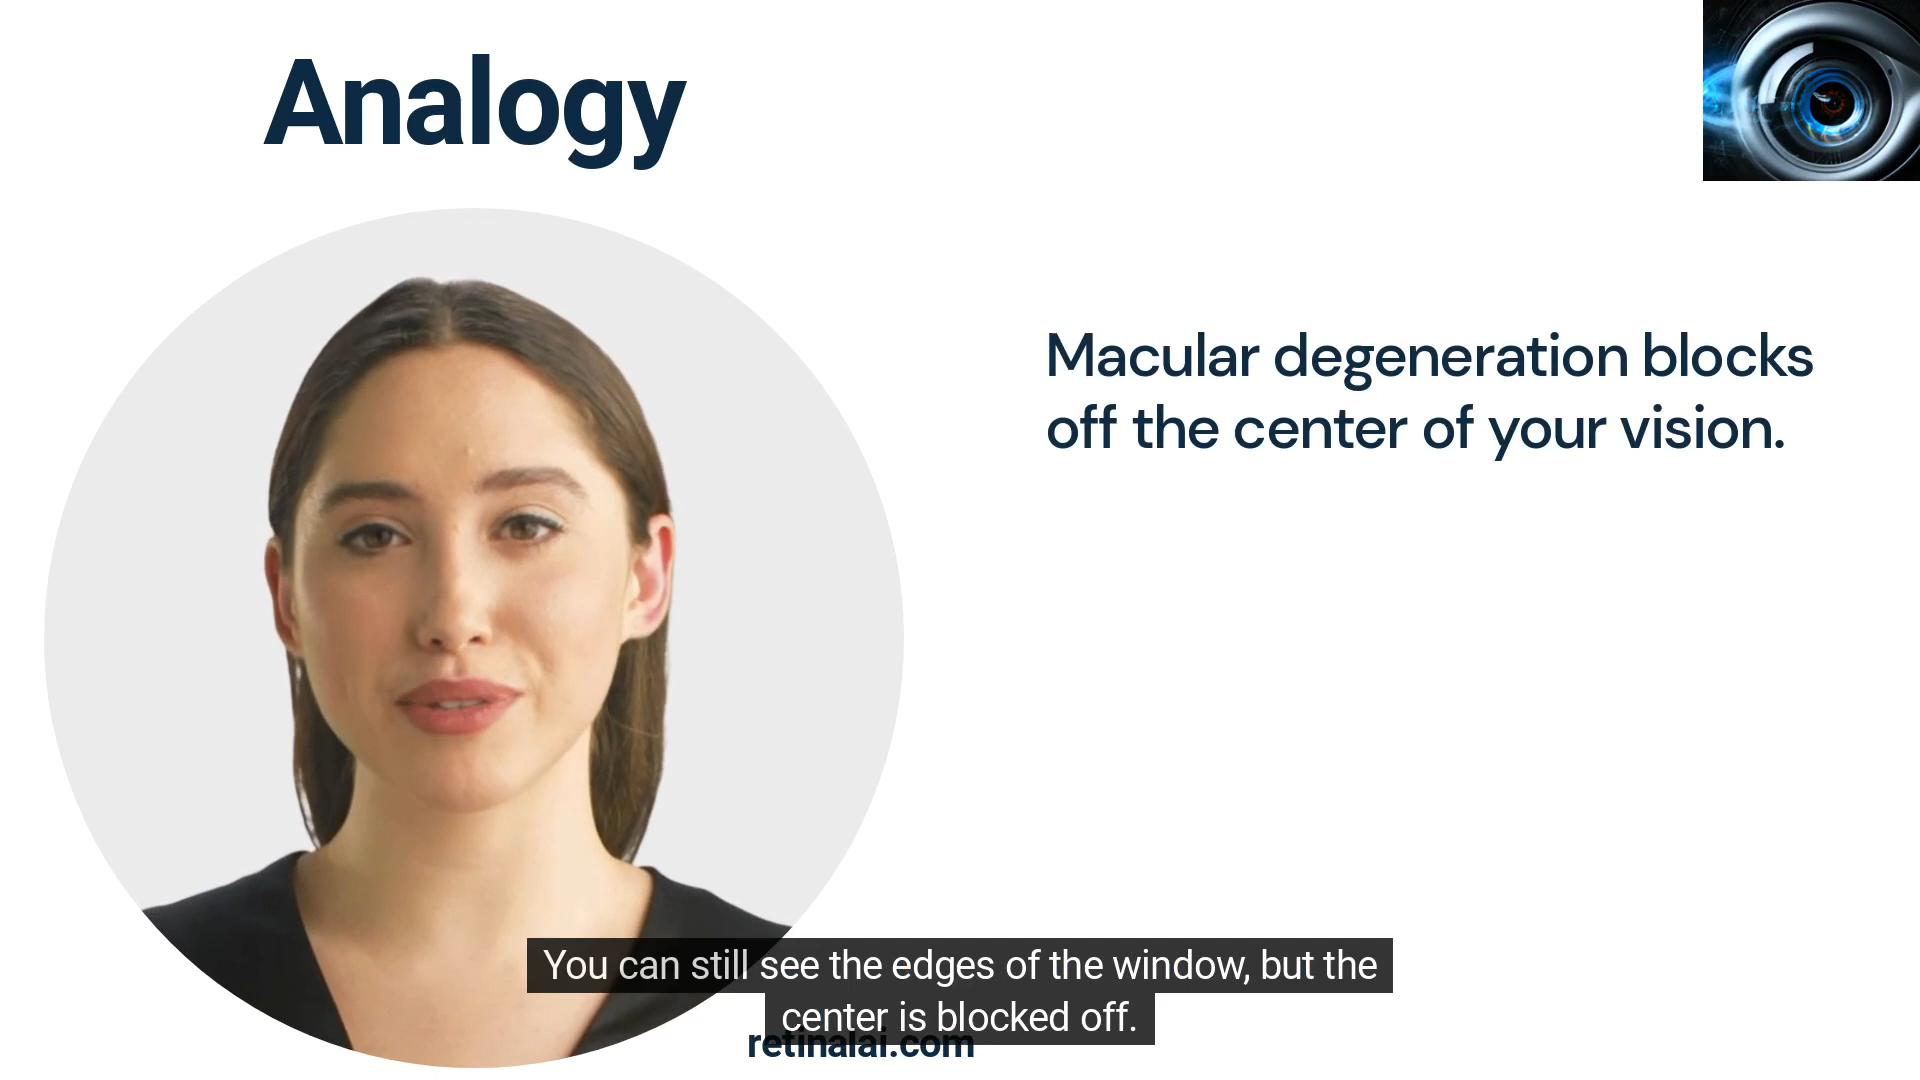 Analogy
Macular degeneration blocks
off the center of your vision.
You can still see the edges of the window, but the
center is blocked off.
retinalai.com